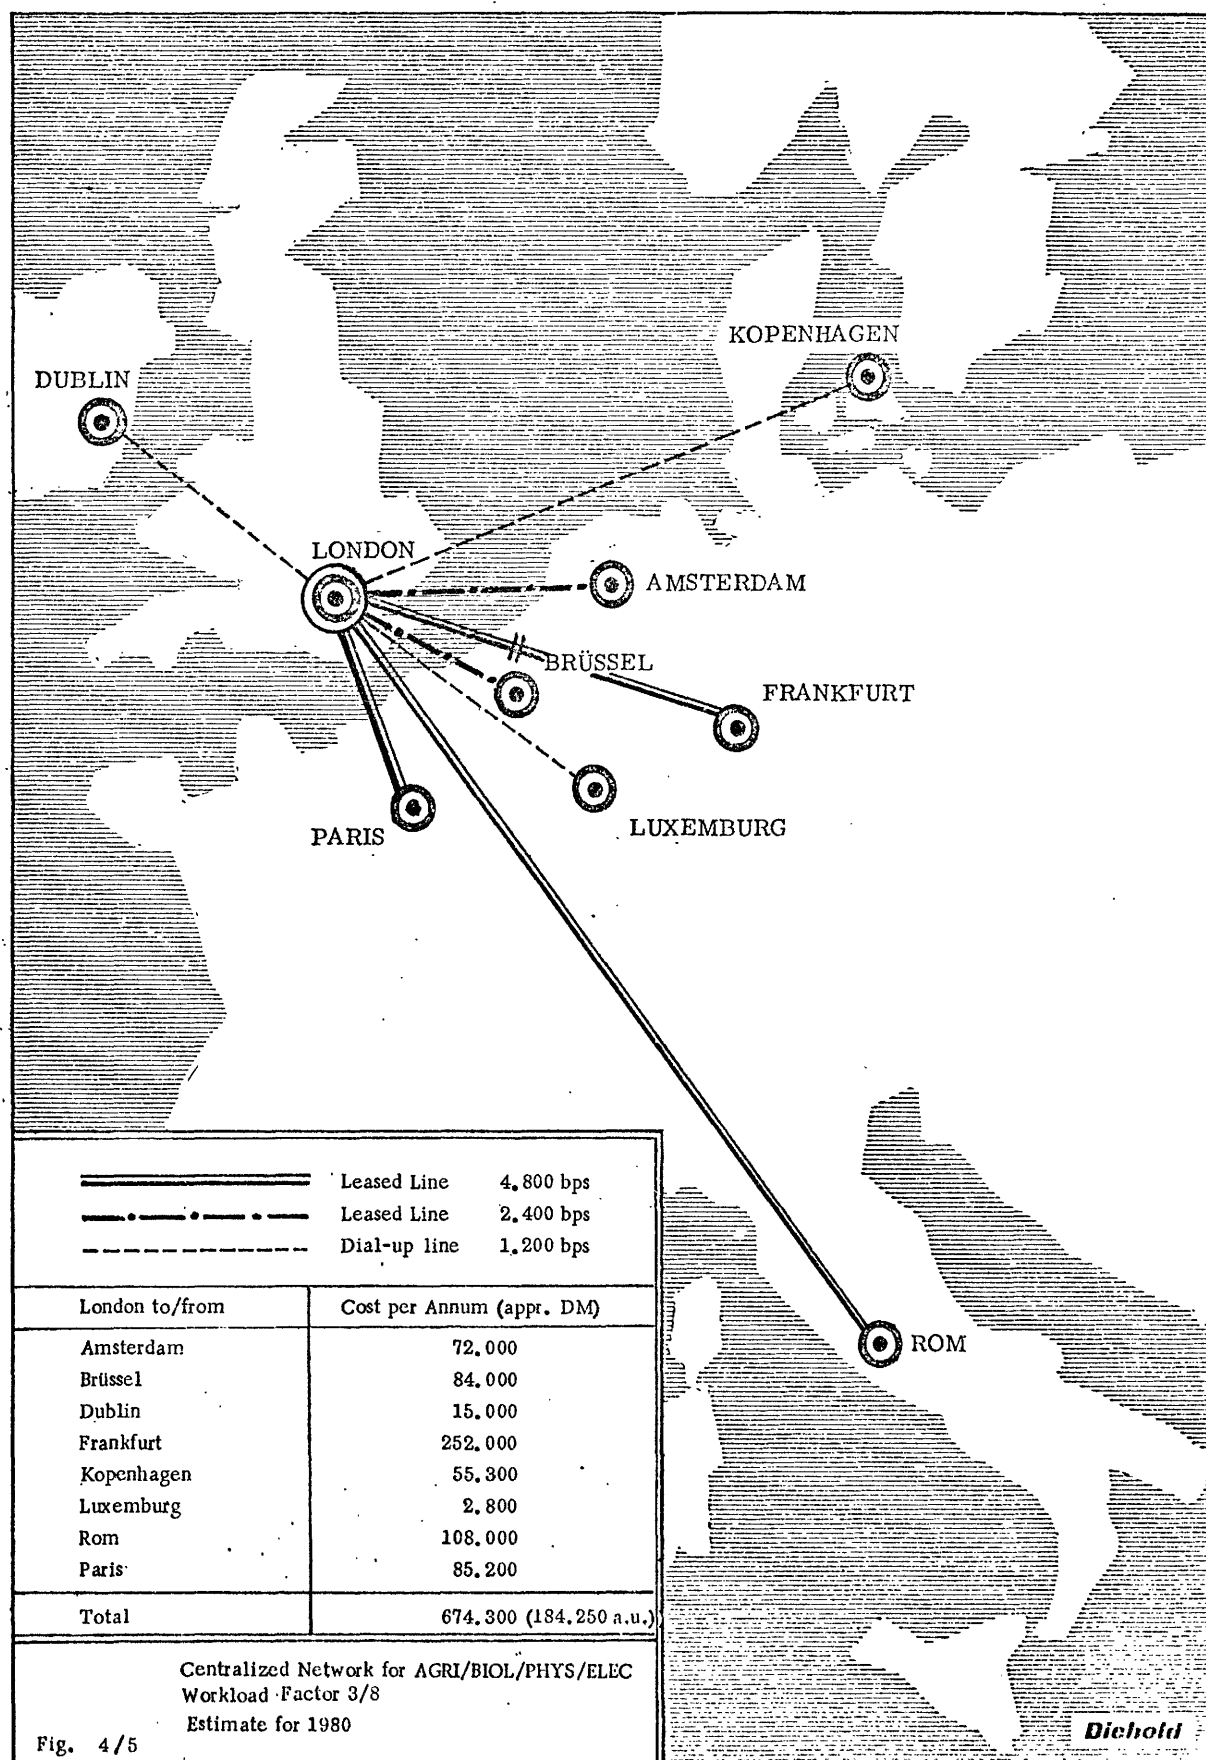 KOPENHAGEN
DUBLIN
LONDON
AMSTERDAM
BRÜSSEL
FRANKFURT
LUXEMBURG
PARIS
ROM
Leased Line 4.800 bps
Leased Line 2.400 bps
Dial-up line 1.200 bps
London to/from Cost per Annum (appr. DM)
Amsterdam 72.000
Brüssel 84.000
Dublin 15.000
Frankfurt 252.000
Kopenhagen 55.300
Luxemburg 2.800
Rom 108.000
Paris 85.200
Total 674.300 (184.250 a.u.)
Centralized Network for AGRI/BIOL/PHYS/ELEC
Workload Factor 3/8
Estimate for 1980
Fig. 4/5
Diebold